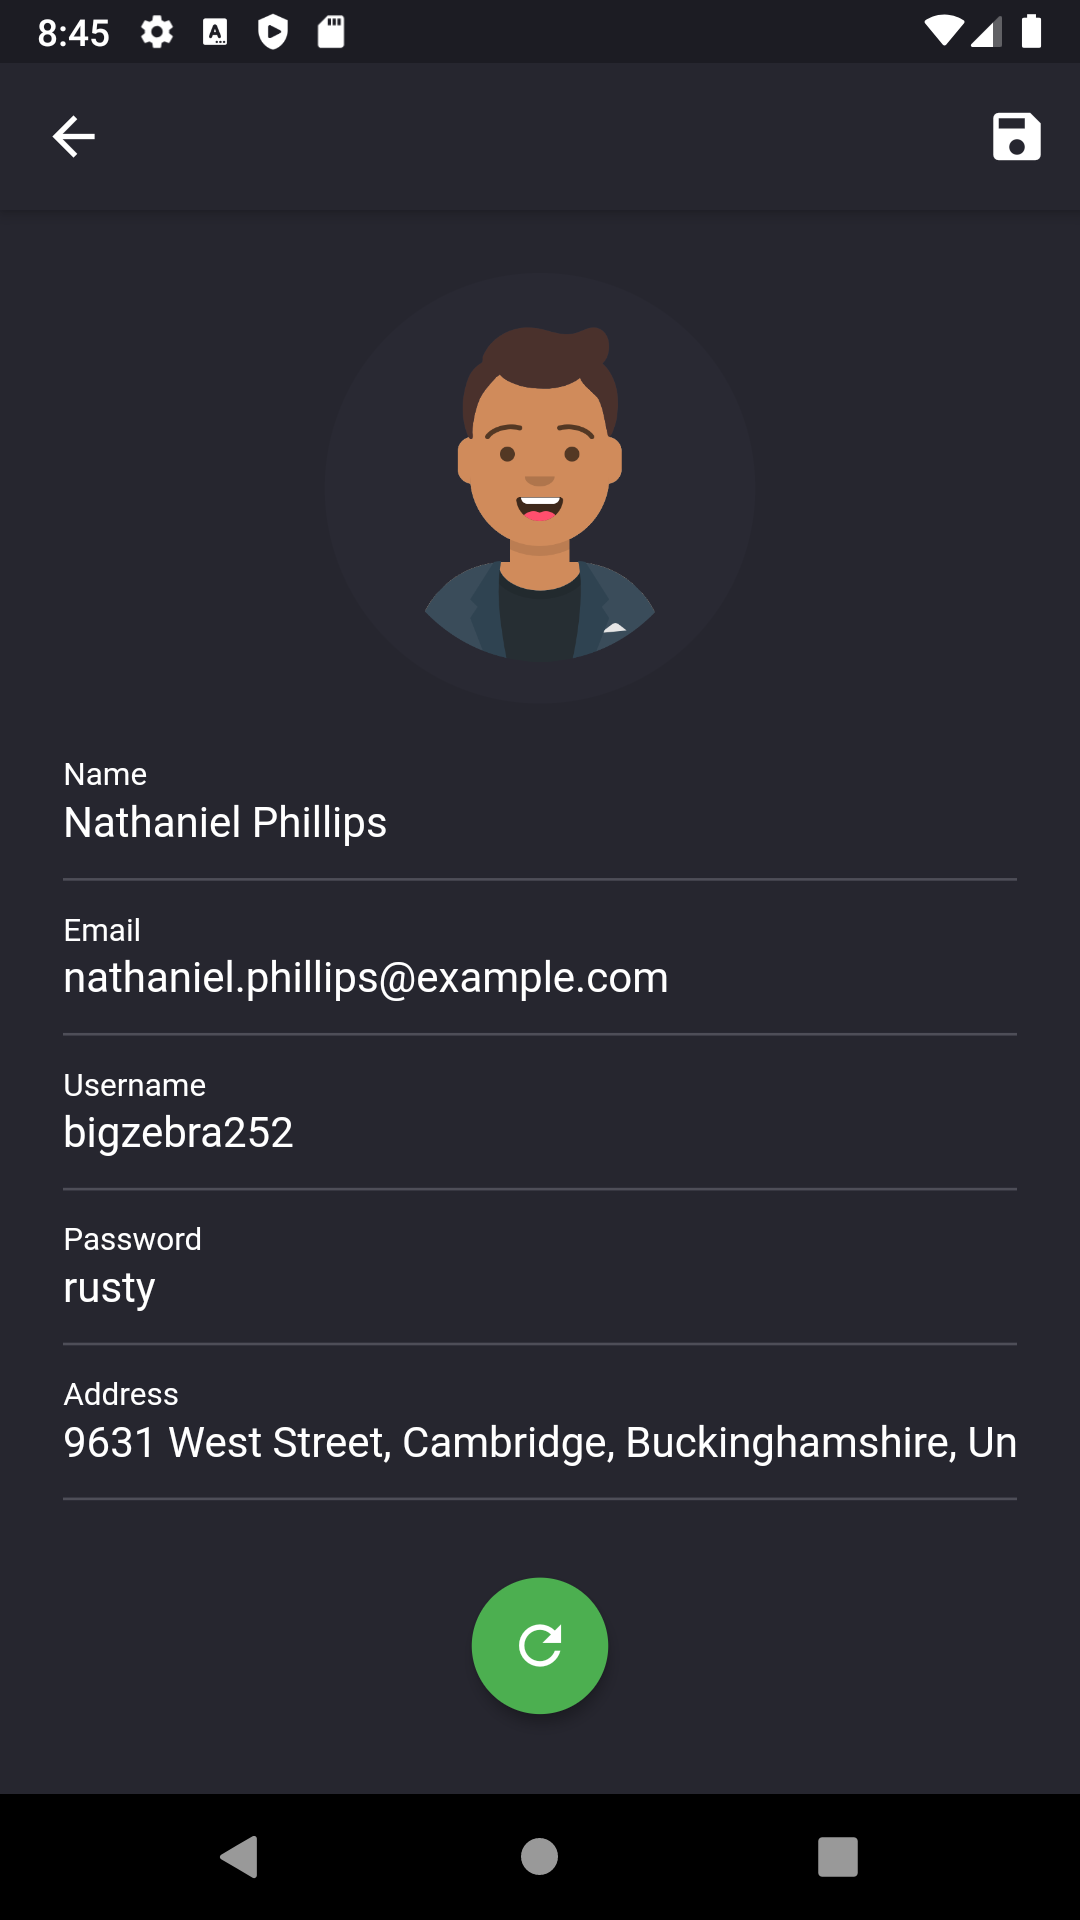 8:45
Name
Nathaniel Phillips
Email
nathaniel.phillips@example.com
Username
bigzebra252
Password
rusty
Address
9631 West Street, Cambridge, Buckinghamshire, Un